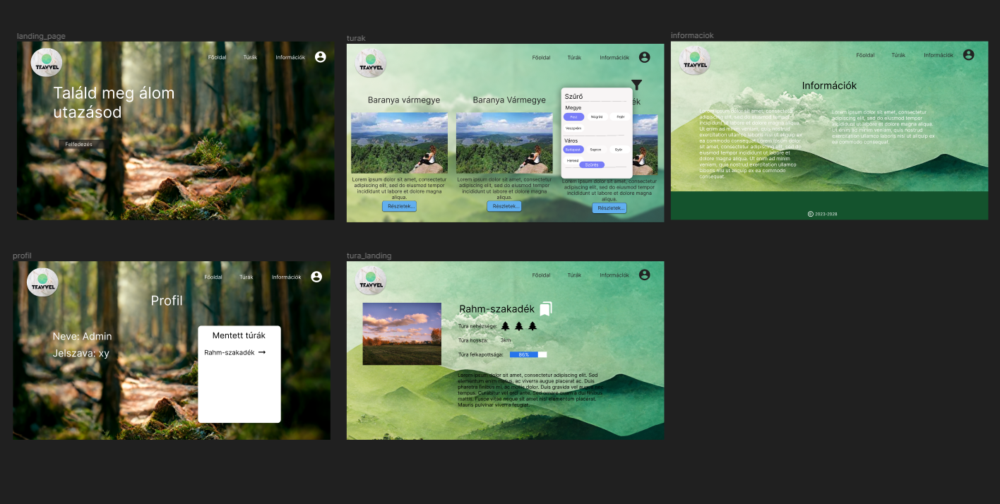 landing_page
TRAVVEL
Főoldal
Túrák
Információk
Találd meg álom
utazásod
Felfedezés
turak
TRAVVEL
Főoldal
Túrák
Információk
Baranya vármegye
Lorem ipsum dolor sit amet, consectetur
adipiscing elit, sed do eiusmod tempor
incididunt ut labore et dolore magna
aliqua.
Részletek...
Baranya Vármegye
Lorem ipsum dolor sit amet, consectetur
adipiscing elit, sed do eiusmod tempor
incididunt ut labore et dolore magna
aliqua.
Részletek...
ék
Szűrő
Megye
Pest
Nógrád
Fejér
Veszprém
Város
Budapest
Sopron
Győr
Herend
Szűrés
Lorem ipsum dolor sit amet, consectetur
adipiscing elit, sed do eiusmod tempor
incididunt ut labore et dolore magna
aliqua.
Részletek...
informaciok
TRAVVEL
Főoldal
Túrák
Információk
Információk
Lorem ipsum dolor sit amet, consectetur
adipiscing elit, sed do eiusmod tempor
incididunt ut labore et dolore magna aliqua.
Ut enim ad minim veniam, quis nostrud
exercitation ullamco laboris nisi ut aliquip ex
ea commodo consequat.Lorem ipsum dolor
sit amet, consectetur adipiscing elit, sed do
eiusmod tempor incididunt ut labore et
dolore magna aliqua. Ut enim ad minim
veniam, quis nostrud exercitation ullamco
laboris nisi ut aliquip ex ea commodo
consequat.
Lorem ipsum dolor sit amet, consectetur
adipiscing elit, sed do eiusmod tempor
incididunt ut labore et dolore magna aliqua.
Ut enim ad minim veniam, quis nostrud
exercitation ullamco laboris nisi ut aliquip ex
ea commodo consequat.
© 2023-2028
profil
TRAVVEL
Főoldal
Túrák
Információk
Profil
Neve: Admin
Jelszava: xy
Mentett túrák
Rahm-szakadék
tura_landing
TRAVVEL
Főoldal
Túrák
Információk
Rahm-szakadék
Túra nehézsége:
Túra hossza: 3km
Túra felkapottsága: 86%
Lorem ipsum dolor sit amet, consectetur adipiscing elit. Sed
elementum enim metus, ac viverra augue placerat ac. Duis
pharetra finibus mi, ac mollis dolor. Duis gravida vel augue nec
tempus. Curabitur vel orci ante. Sed ornare quam a dui finibus
mattis. Fusce vitae neque sit amet nisl elementum placerat.
Mauris pulvinar viverra feugiat.